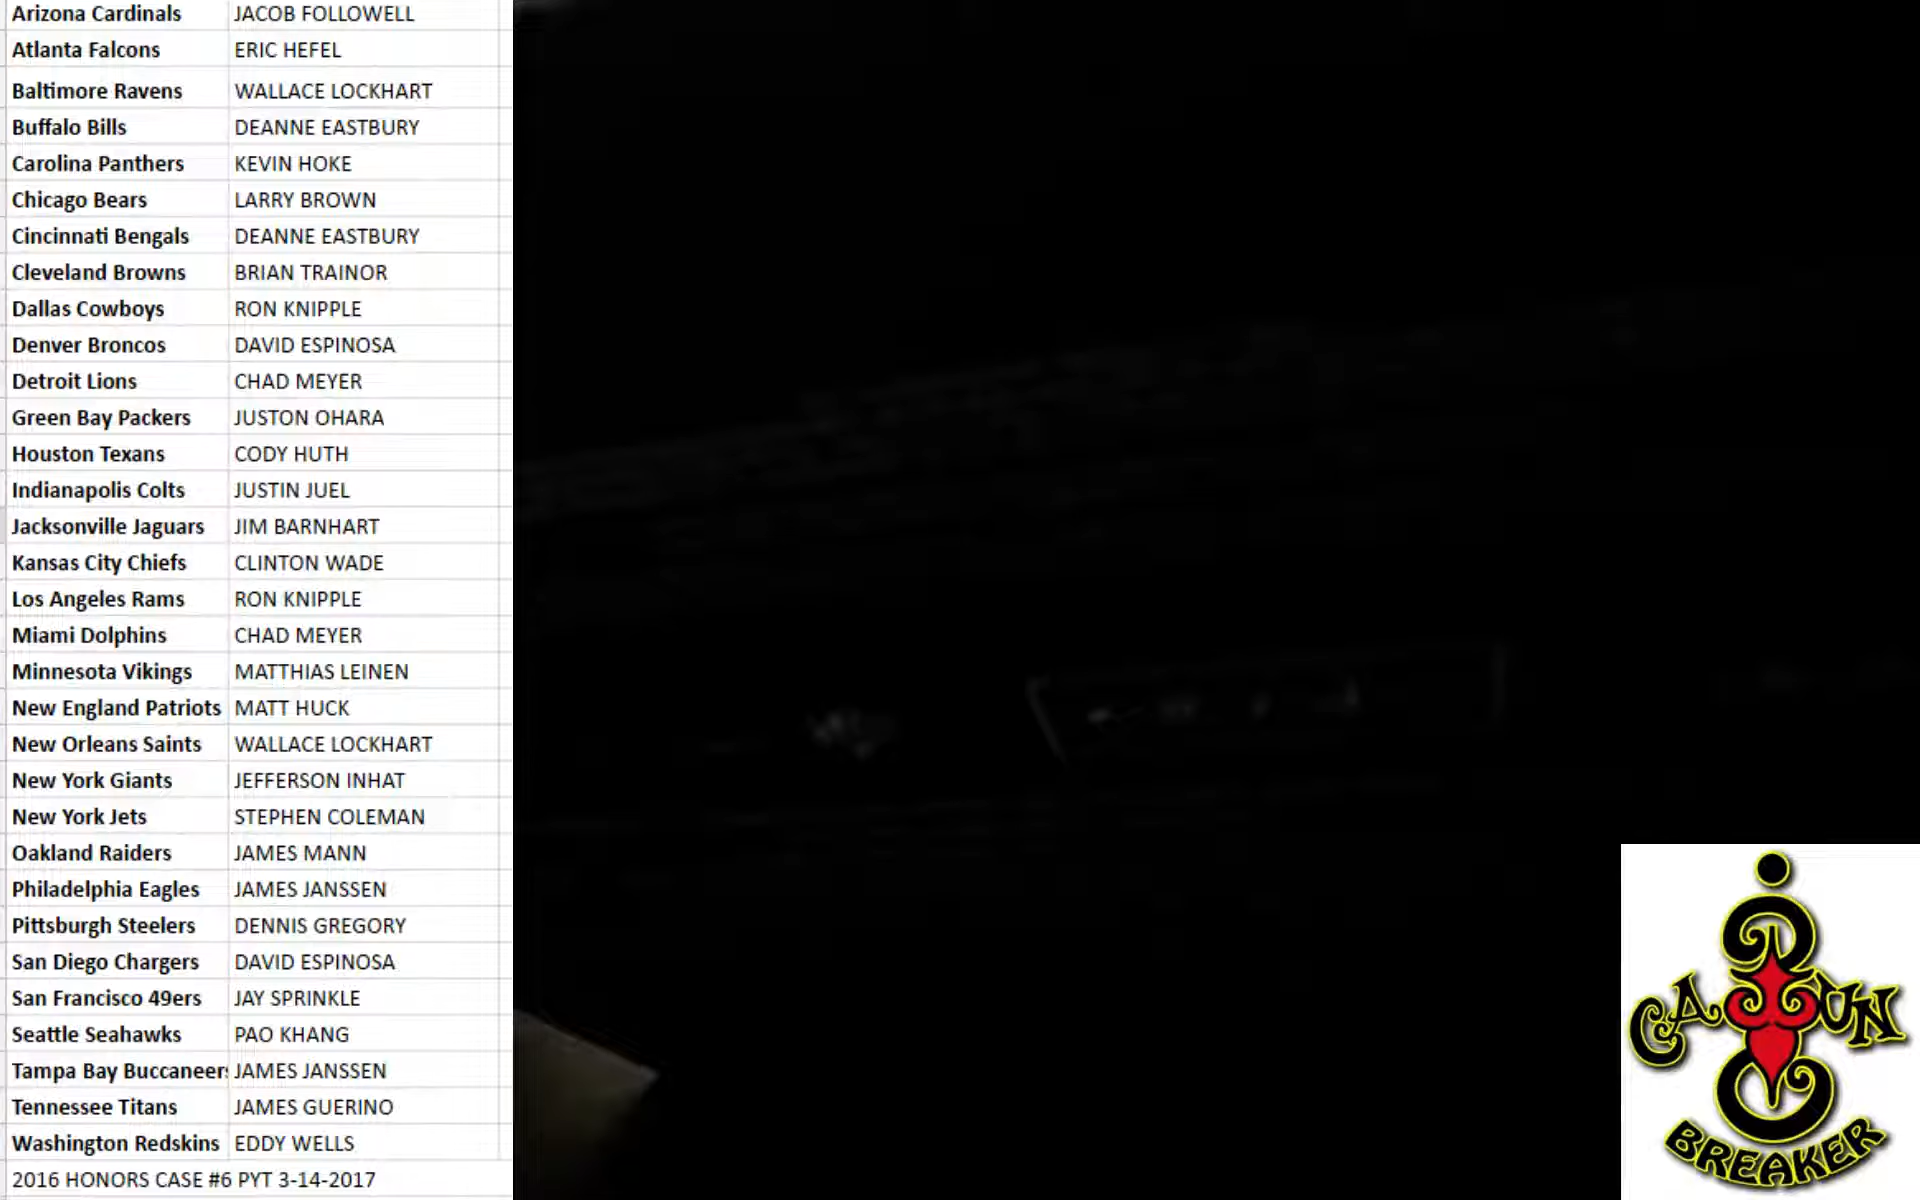 Arizona Cardinals JACOB FOLLOWELL
Atlanta Falcons ERIC HEFEL
Baltimore Ravens WALLACE LOCKHART
Buffalo Bills DEANNE EASTBURY
Carolina Panthers KEVIN HOKE
Chicago Bears LARRY BROWN
Cincinnati Bengals DEANNE EASTBURY
Cleveland Browns BRIAN TRAINOR
Dallas Cowboys RON KNIPPLE
Denver Broncos DAVID ESPINOSA
Detroit Lions CHAD MEYER
Green Bay Packers JUSTON OHARA
Houston Texans CODY HUTH
Indianapolis Colts JUSTIN JUEL
Jacksonville Jaguars JIM BARNHART
Kansas City Chiefs CLINTON WADE
Los Angeles Rams RON KNIPPLE
Miami Dolphins CHAD MEYER
Minnesota Vikings MATTHIAS LEINEN
New England Patriots MATT HUCK
New Orleans Saints WALLACE LOCKHART
New York Giants JEFFERSON INHAT
New York Jets STEPHEN COLEMAN
Oakland Raiders JAMES MANN
Philadelphia Eagles JAMES JANSSEN
Pittsburgh Steelers DENNIS GREGORY
San Diego Chargers DAVID ESPINOSA
San Francisco 49ers JAY SPRINKLE
Seattle Seahawks PAO KHANG
Tampa Bay Buccaneers JAMES JANSSEN
Tennessee Titans JAMES GUERINO
Washington Redskins EDDY WELLS
2016 HONORS CASE #6 PYT 3-14-2017
CAJUN
BREAKER